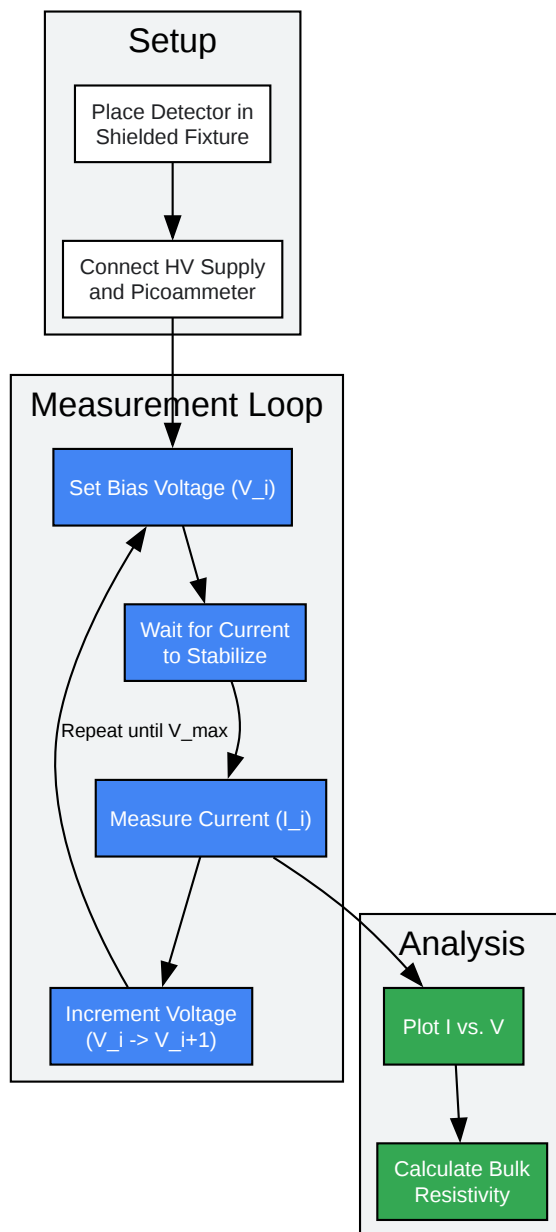 Setup
Place Detector in
Shielded Fixture
Connect HV Supply
and Picoammeter
Measurement Loop
Set Bias Voltage (V_i)
Wait for Current
to Stabilize
Repeat until V_max
Measure Current (I_i)
Increment Voltage
(V_i -> V_i+1)
Analysis
Plot I vs. V
Calculate Bulk
Resistivity